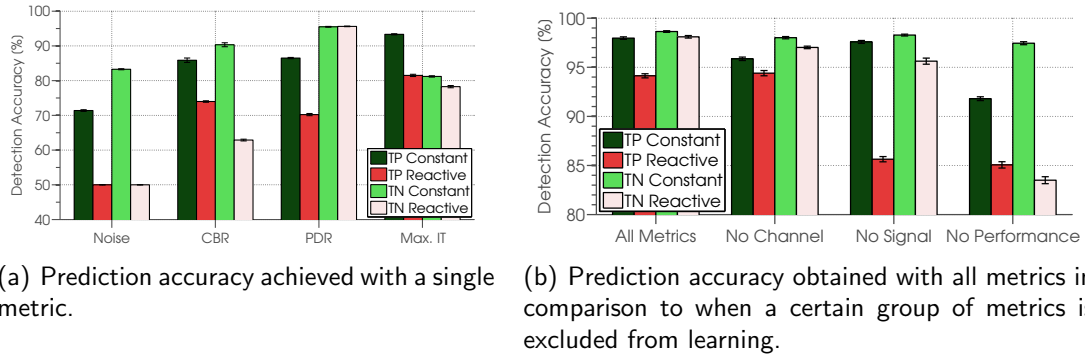 100
90
80
70
60
50
40
Detection Accuracy (%)
TP Constant
TP Reactive
TN Constant
TN Reactive
Noise CBR PDR Max. IT
(a) Prediction accuracy achieved with a single
metric.
100
95
90
85
80
Detection Accuracy (%)
TP Constant
TP Reactive
TN Constant
TN Reactive
All Metrics No Channel No Signal No Performance
(b) Prediction accuracy obtained with all metrics in
comparison to when a certain group of metrics is
excluded from learning.